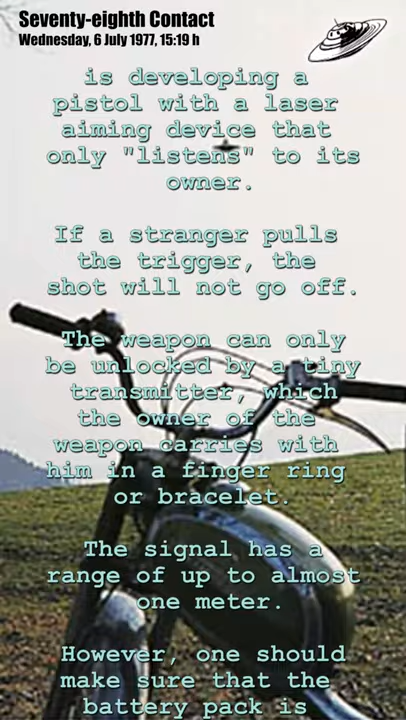 Seventy-eighth Contact
Wednesday, 6 July 1977, 15:19 h
is developing a
pistol with a laser
aiming device that
only "listens" to its
owner.
If a stranger pulls
the trigger, the
shot will not go off.
The weapon can only
be unlocked by a tiny
transmitter, which
the owner of the
weapon carries with
him in a finger ring
or bracelet.
The signal has a
range of up to almost
one meter.
However, one should
make sure that the
battery pack is